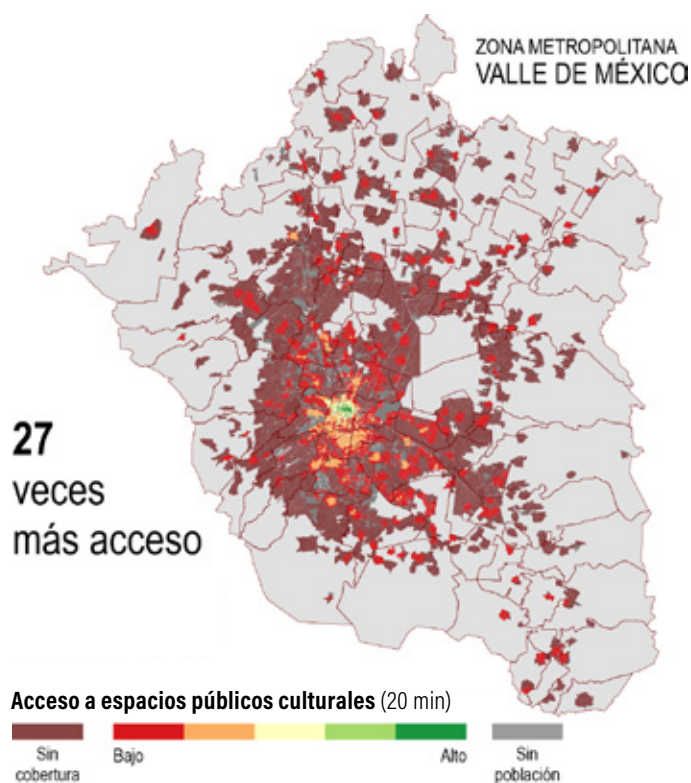 ZONA METROPOLITANA
VALLE DE MÉXICO
27
veces
más acceso
Acceso a espacios públicos culturales (20 min)
Sin
cobertura
Bajo
Alto
Sin
población